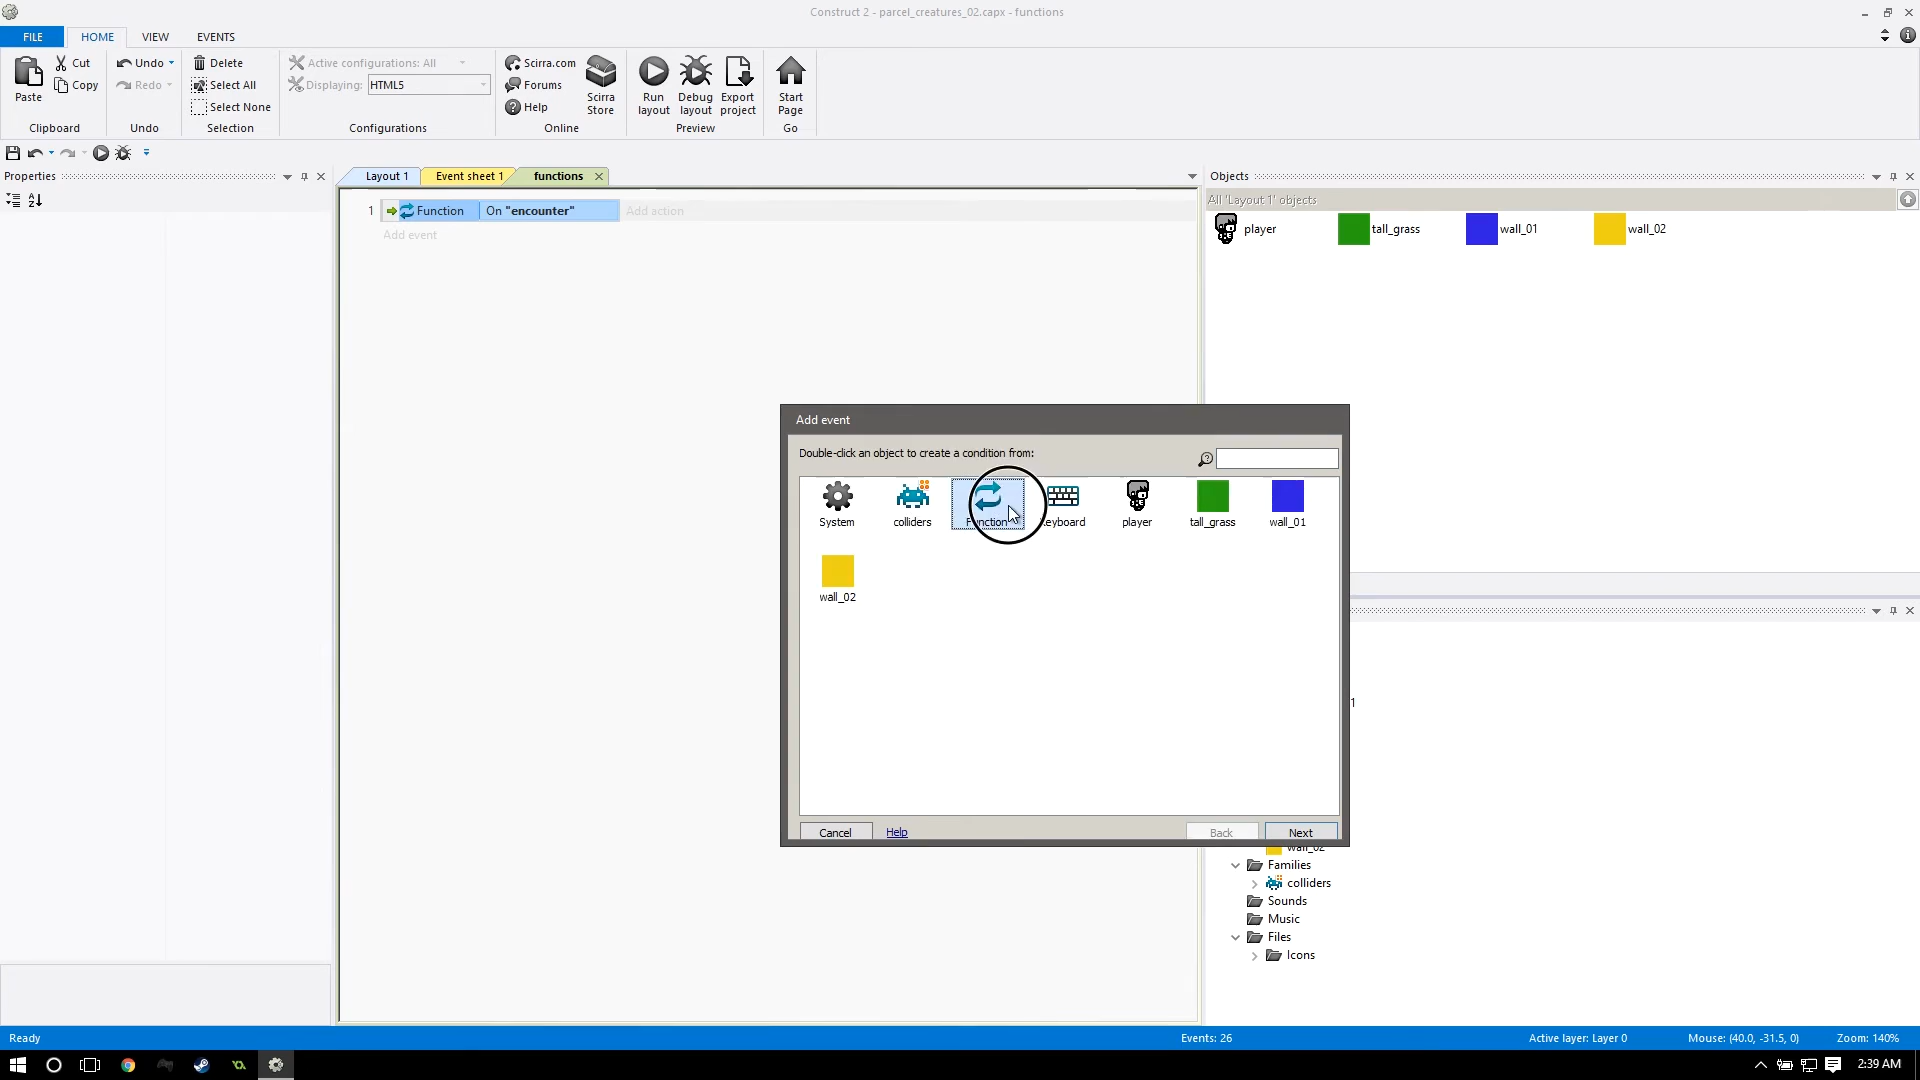 Construct 2 - parcel_creatures_02.capx - functions
FILE HOME VIEW EVENTS
Paste Cut Copy
Clipboard
Undo
Redo
Undo
Delete
Select All
Select None
Selection
Active configurations: All
Displaying: HTML5
Configurations
Scirra.com
Forums
Help
Scirra Store
Online
Run layout
Debug layout
Export project
Preview
Start Page
Go
Properties
Layout 1 Event sheet 1 functions
Objects
All 'Layout 1' objects
1 Function On "encounter" Add action
Add event
player tall_grass wall_01 wall_02
Add event
Double-click an object to create a condition from:
System colliders Function Keyboard player tall_grass wall_01
wall_02
1
Cancel Help Back Next
wall_02
Families
colliders
Sounds
Music
Files
Icons
Ready Events: 26 Active layer: Layer 0 Mouse: (40.0, -31.5, 0) Zoom: 140%
2:39 AM